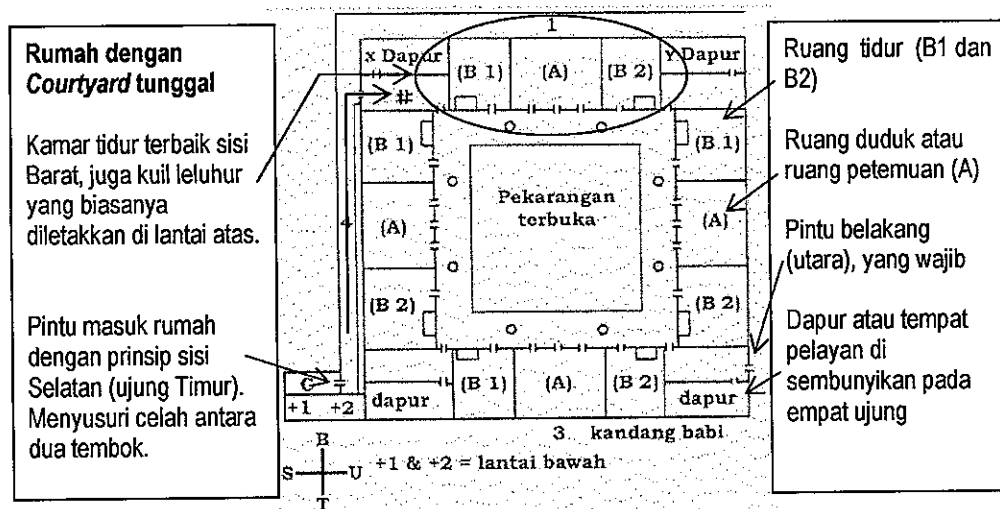 Rumah dengan
Courtyard tunggal
Kamar tidur terbaik sisi
Barat, juga kuil leluhur
yang biasanya
diletakkan di lantai atas.
Pintu masuk rumah
dengan prinsip sisi
Selatan (ujung Timur).
Menyusuri celah antara
dua tembok.
1
x Dapur
(B 1)
(A)
(B 2)
Y Dapur
#
(B 1)
(B 1)
4
(A)
Pekarangan
terbuka
(A)
(B 2)
(B 2)
+1 +2
dapur
(B 1)
(A)
(B 2)
dapur
3. kandang babi
B
S U
T
+1 & +2 = lantai bawah
Ruang tidur (B1 dan
B2)
Ruang duduk atau
ruang petemuan (A)
Pintu belakang
(utara), yang wajib
Dapur atau tempat
pelayan di
sembunyikan pada
empat ujung